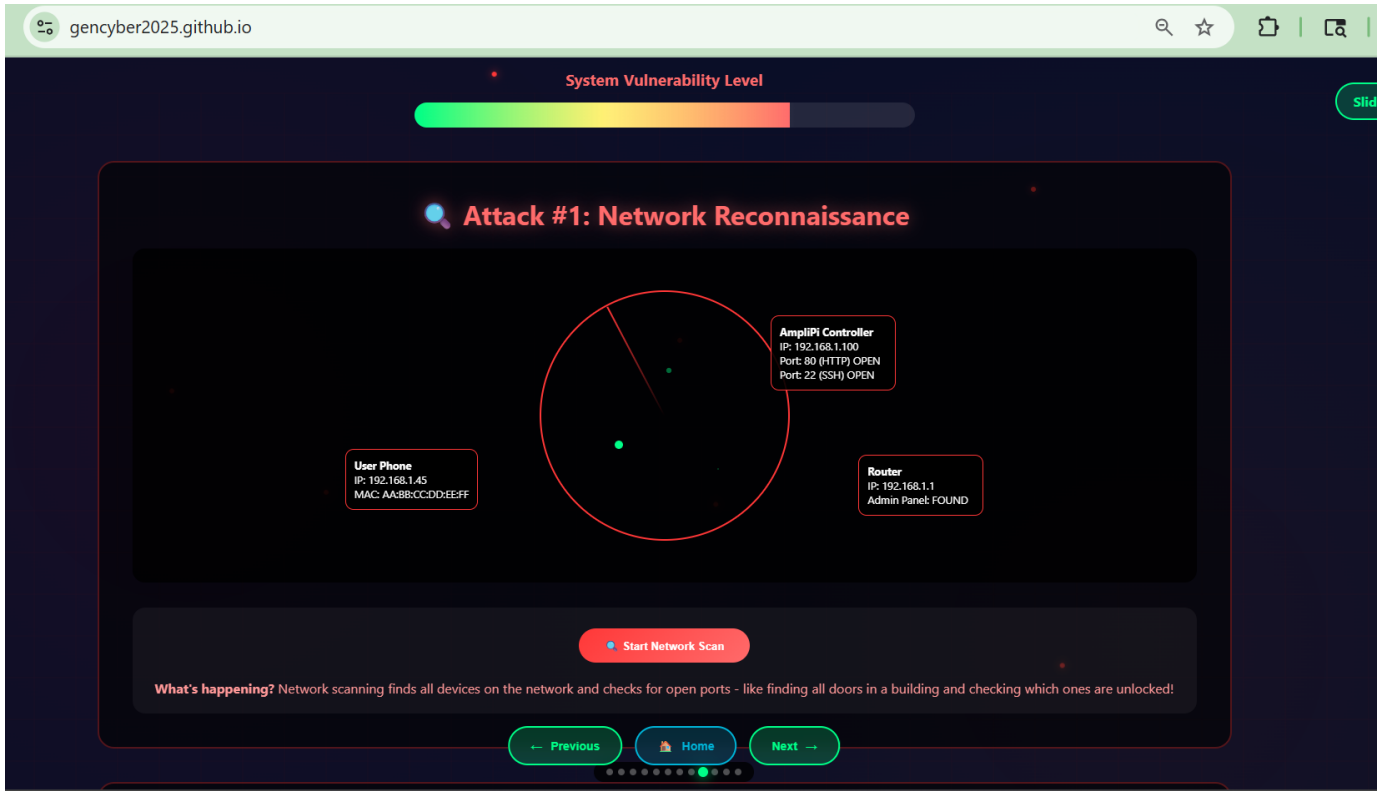 gencyber2025.github.io
System Vulnerability Level
Slid
🔍 Attack #1: Network Reconnaissance
AmpliPi Controller
IP: 192.168.1.100
Port: 80 (HTTP) OPEN
Port: 22 (SSH) OPEN
User Phone
IP: 192.168.1.45
MAC: AA:BB:CC:DD:EE:FF
Router
IP: 192.168.1.1
Admin Panel: FOUND
🔍 Start Network Scan
What's happening? Network scanning finds all devices on the network and checks for open ports - like finding all doors in a building and checking which ones are unlocked!
← Previous
🏠 Home
Next →